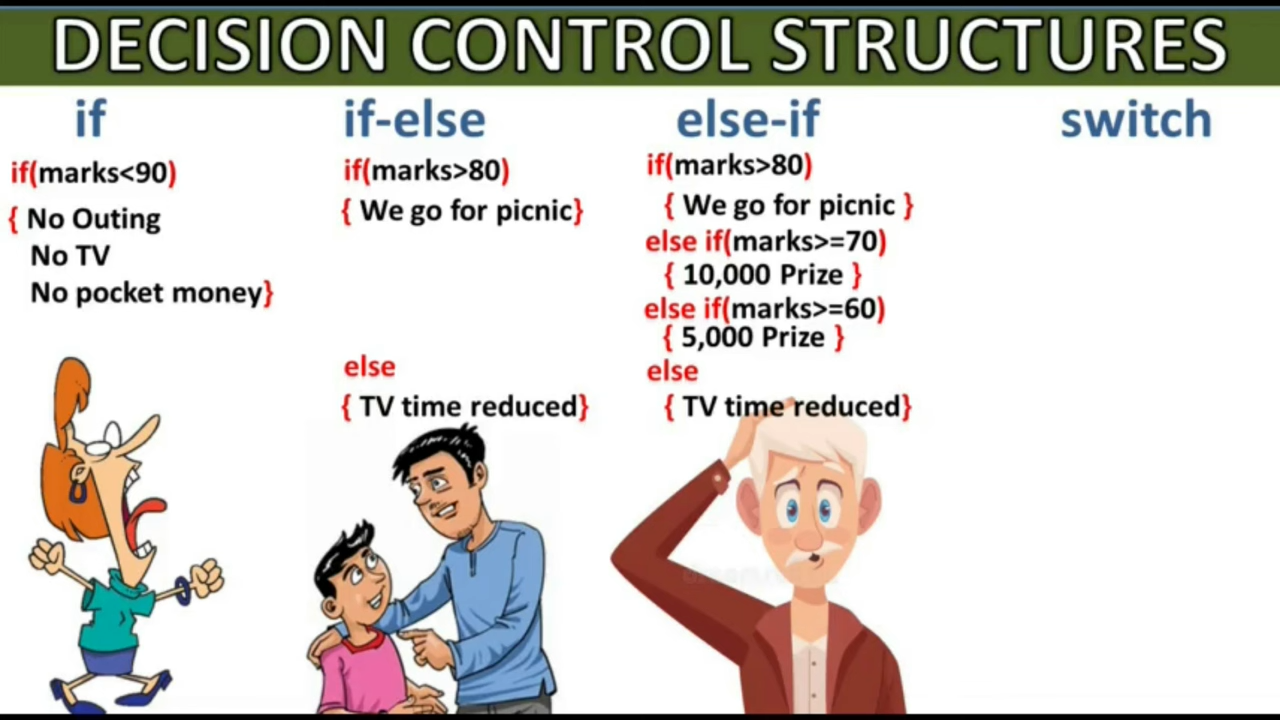 DECISION CONTROL STRUCTURES
if
if(marks<90)
{ No Outing
No TV
No pocket money}
if-else
if(marks>80)
{ We go for picnic}
else
{ TV time reduced}
else-if
if(marks>80)
{ We go for picnic }
else if(marks>=70)
{ 10,000 Prize }
else if(marks>=60)
{ 5,000 Prize }
else
{ TV time reduced}
switch